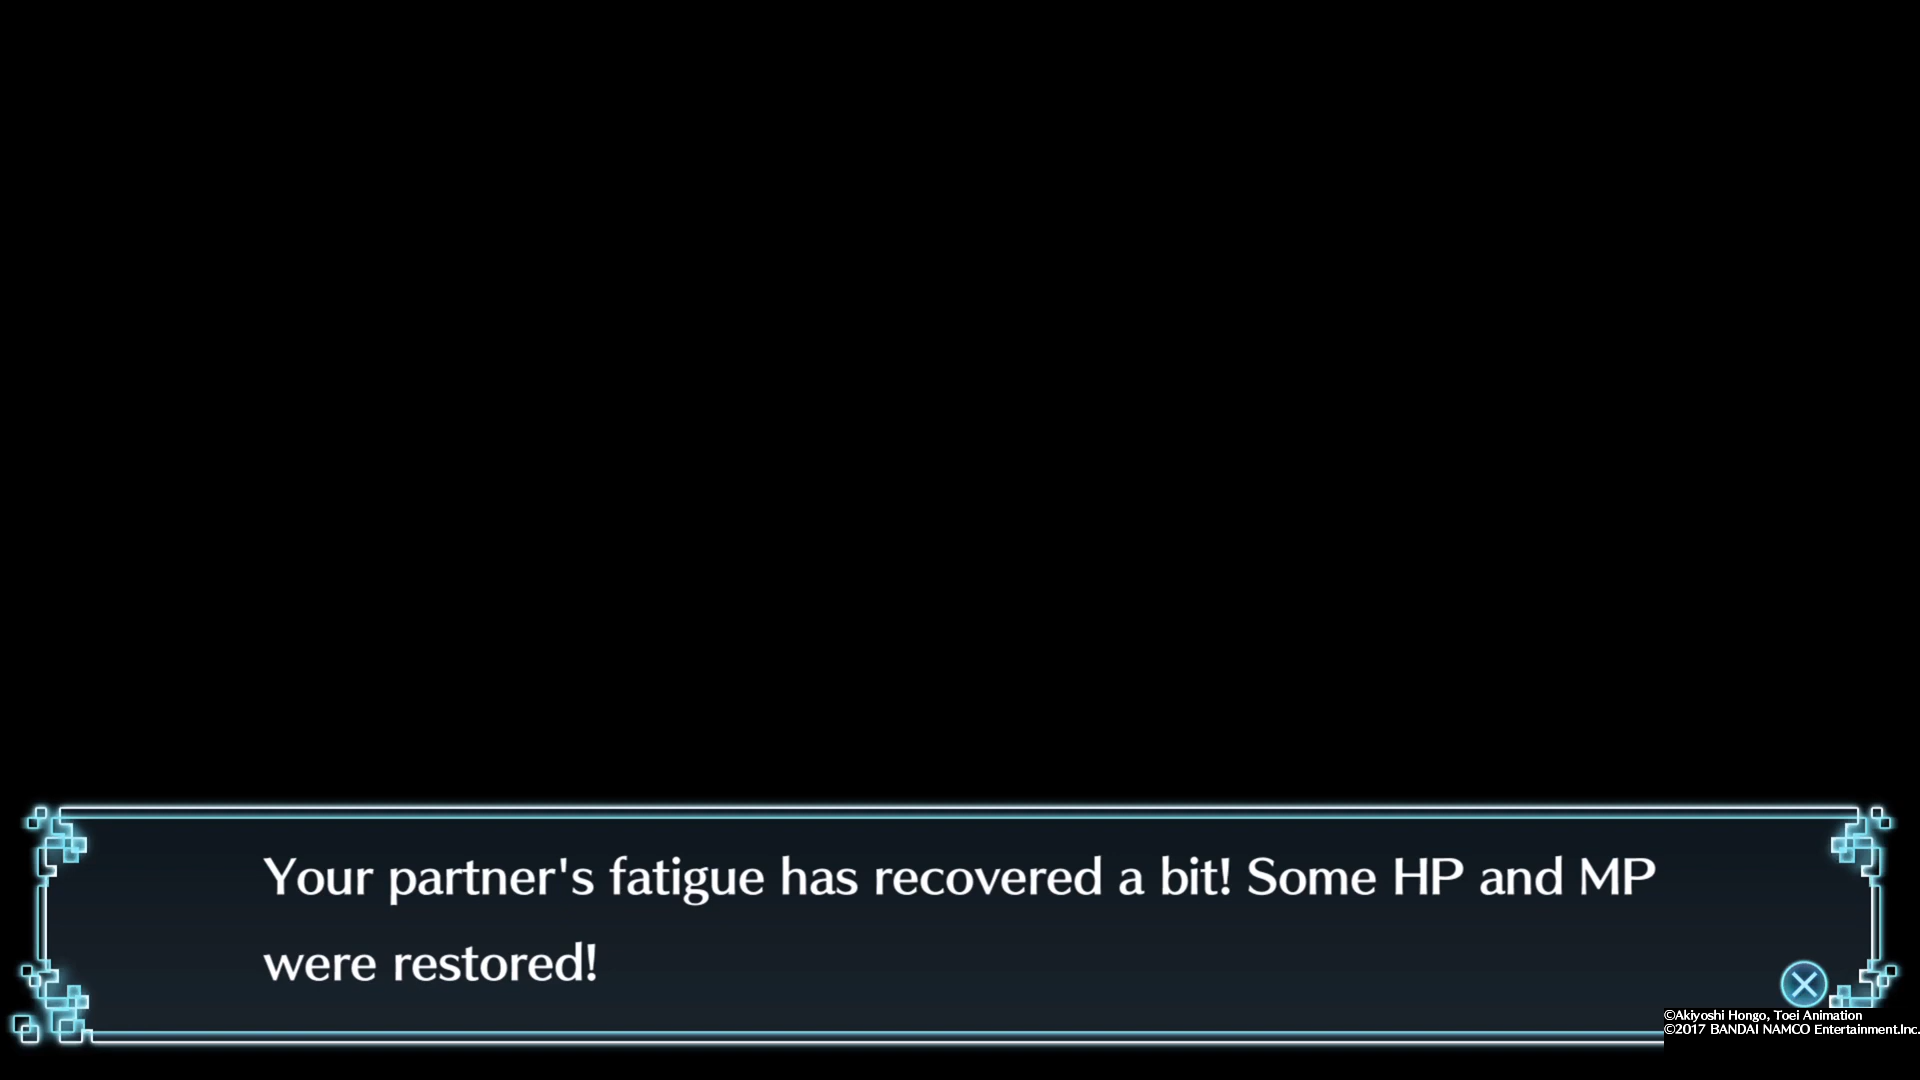 Your partner's fatigue has recovered a bit! Some HP and MP
were restored!
©Akiyoshi Hongo, Toei Animation
©2017 BANDAI NAMCO Entertainment.Inc.